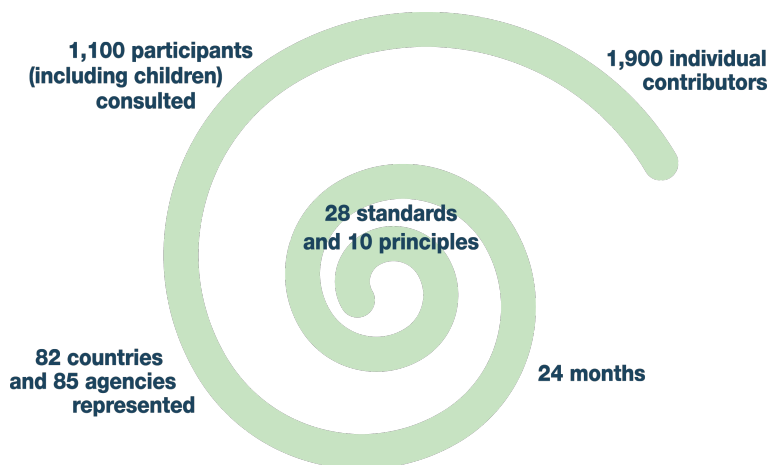 1,100 participants
(including children)
consulted
1,900 individual
contributors
28 standards
and 10 principles
82 countries
and 85 agencies
represented
24 months